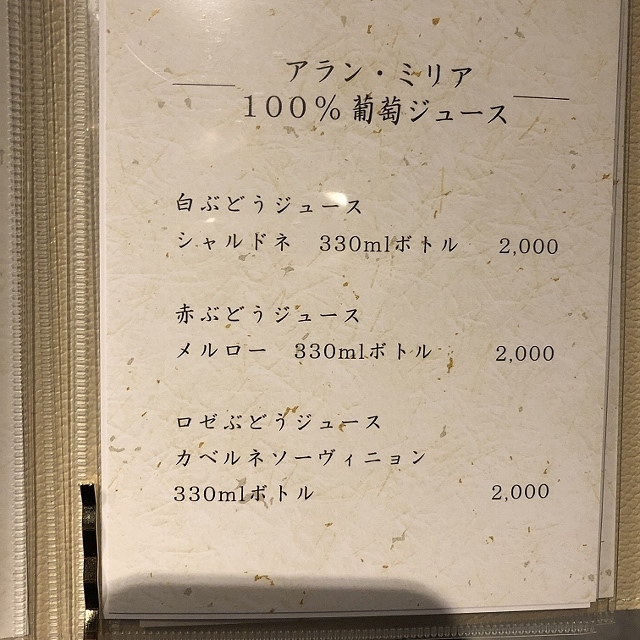 アラン・ミリア
100%葡萄ジュース
白ぶどうジュース
シャルドネ 330mlボトル 2,000
赤ぶどうジュース
メルロー 330mlボトル 2,000
ロゼぶどうジュース
カベルネソーヴィニョン
330mlボトル 2,000